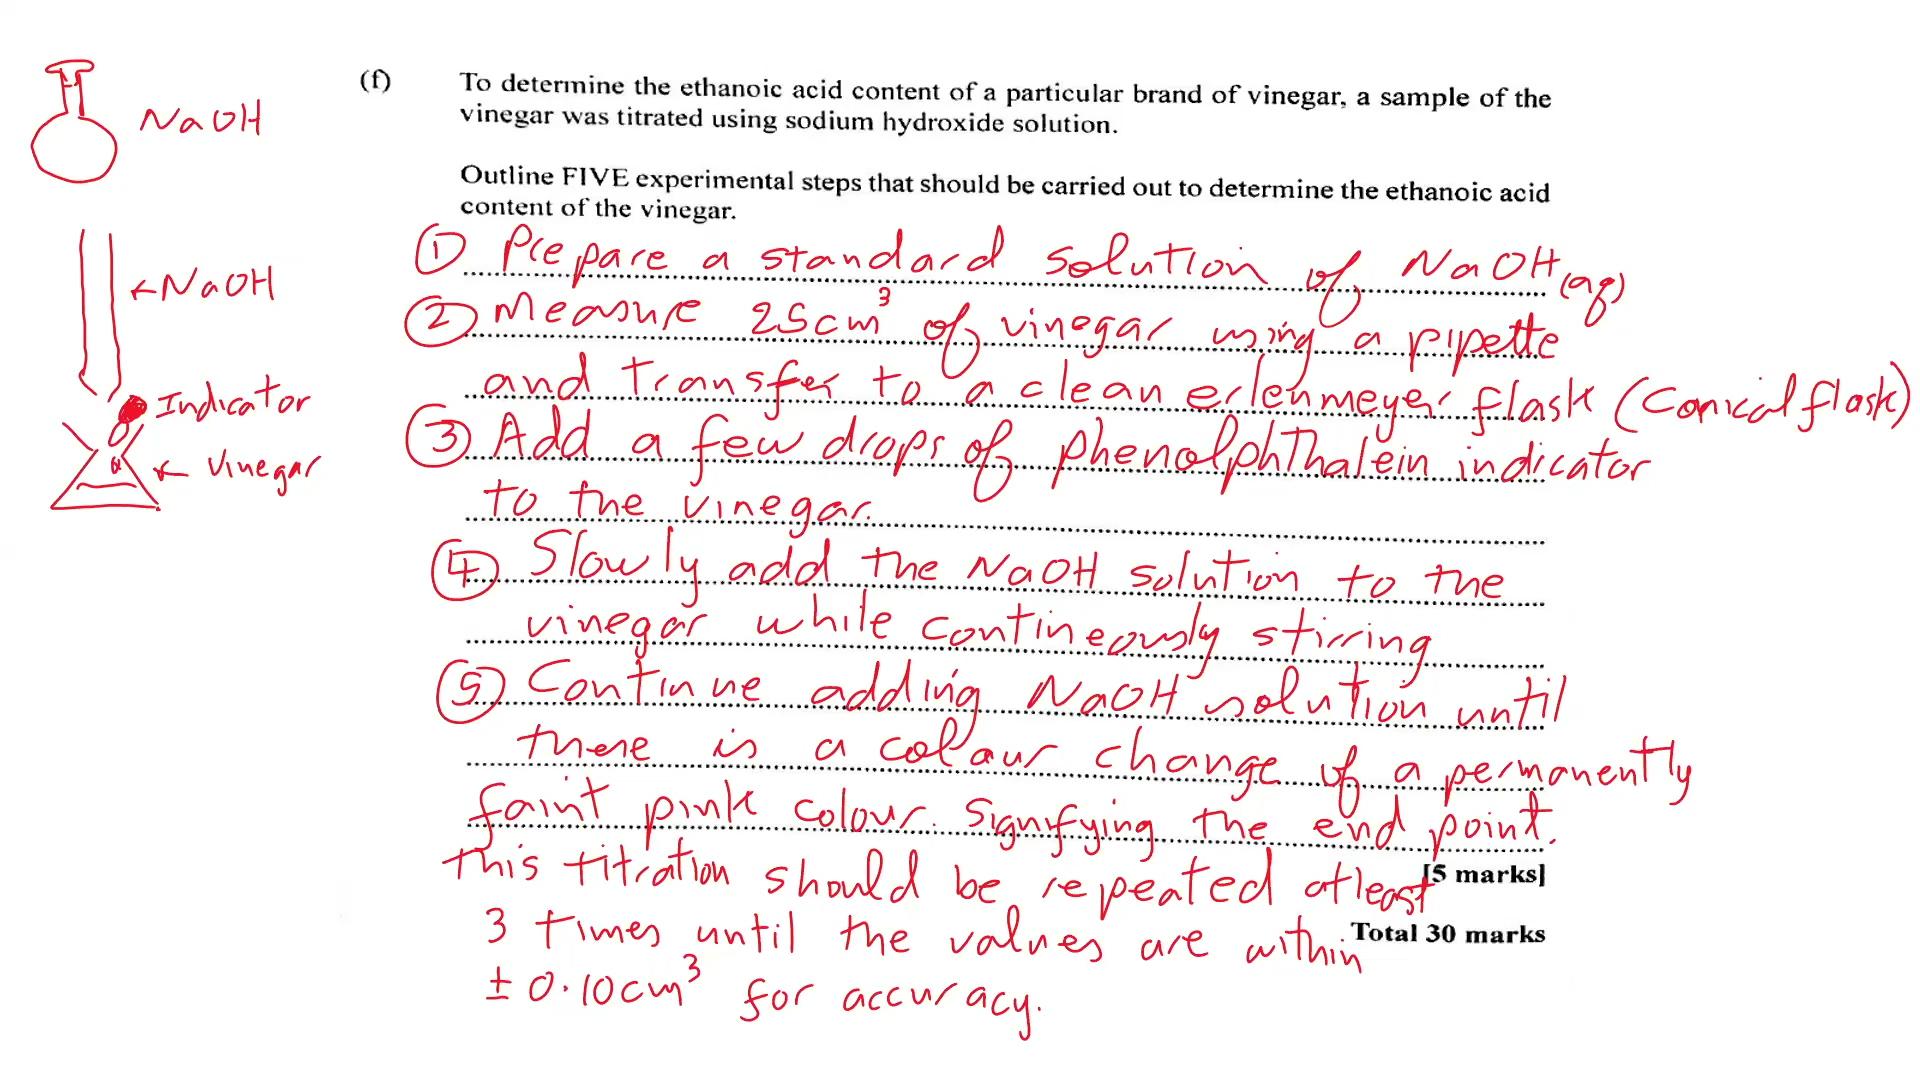 NaOH
←NaOH
Indicator
← Vinegar
(f) To determine the ethanoic acid content of a particular brand of vinegar, a sample of the
vinegar was titrated using sodium hydroxide solution.
Outline FIVE experimental steps that should be carried out to determine the ethanoic acid
content of the vinegar.
① Prepare a standard solution of NaOH(aq)
② Measure 25cm³ of vinegar using a pipette
and transfer to a clean erlenmeyer flask (Conical flask)
③ Add a few drops of phenolphthalein indicator
to the vinegar.
④ Slowly add the NaOH solution to the
vinegar while contineously stirring
⑤ Continue adding NaOH solution until
there is a colour change of a permanently
faint pink colour. Signifying the end point.
This titration should be repeated atleast
[5 marks]
3 times until the values are within
Total 30 marks
± 0.10cm³ for accuracy.